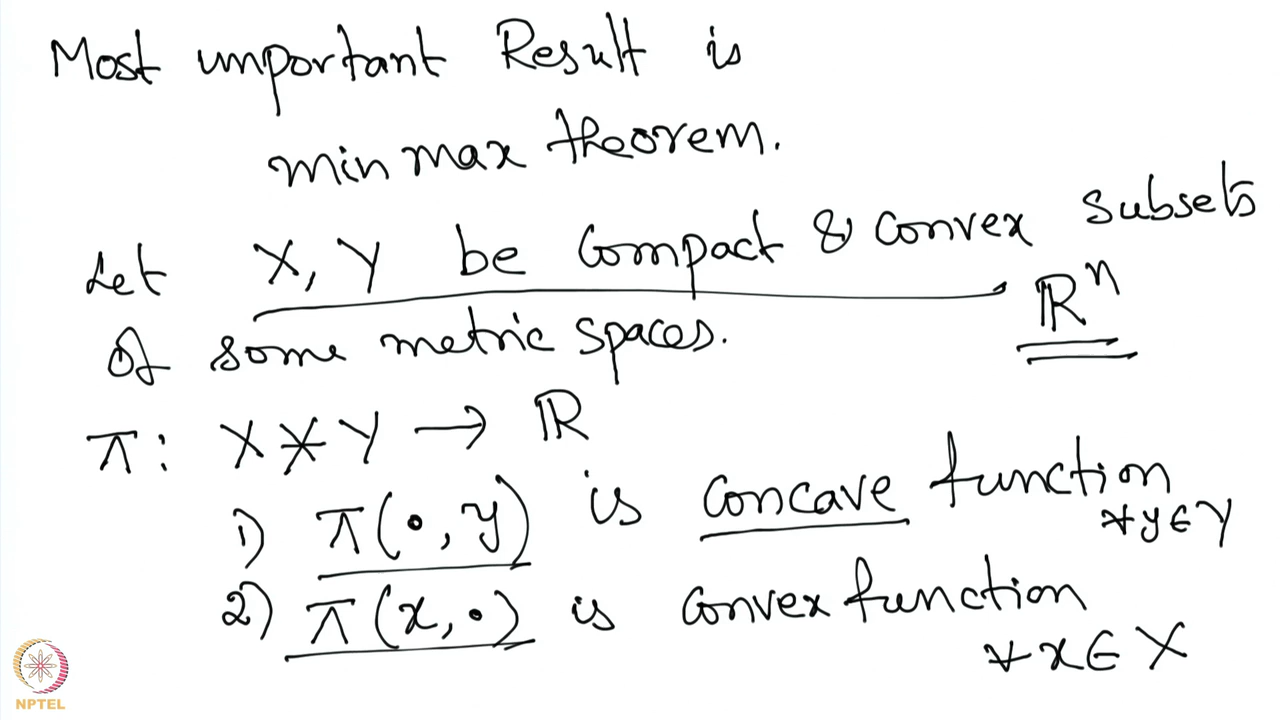 Most important Result is
min max theorem.
Let X, Y be Compact & convex subsets
of some metric spaces. ℝⁿ
π: X × Y → ℝ
1) π(•, y) is concave function
∀ y ∈ Y
2) π(x, •) is convex function
∀ x ∈ X
NPTEL